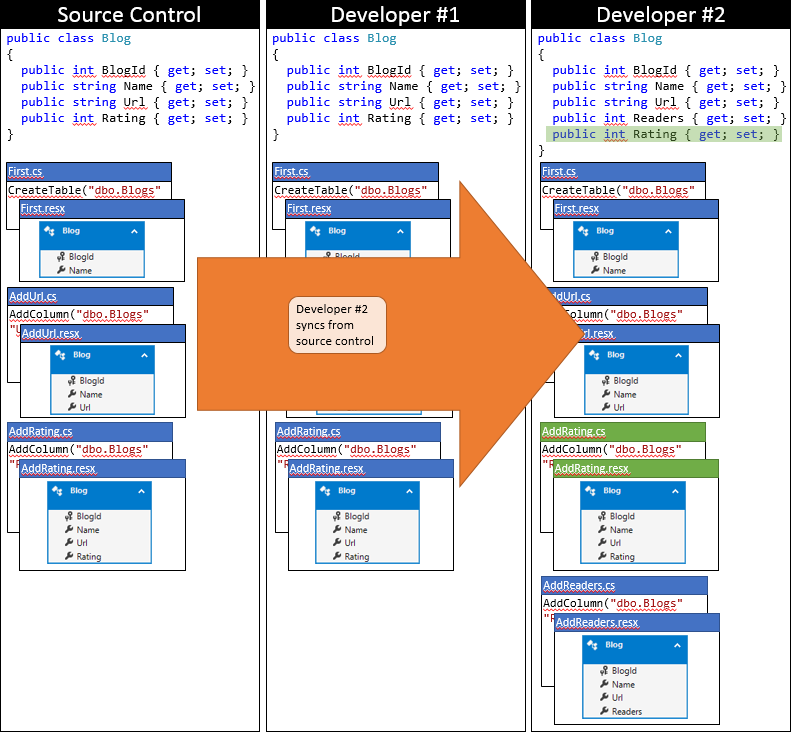 Source Control
public class Blog
{
public int BlogId { get; set; }
public string Name { get; set; }
public string Url { get; set; }
public int Rating { get; set; }
}
First.cs
CreateTable("dbo.Blogs"
First.resx
Blog
BlogId
Name
AddUrl.cs
AddColumn("dbo.Blogs"
AddUrl.resx
Blog
BlogId
Name
Url
AddRating.cs
AddColumn("dbo.Blogs"
AddRating.resx
Blog
BlogId
Name
Url
Rating
Developer #1
public class Blog
{
public int BlogId { get; set; }
public string Name { get; set; }
public string Url { get; set; }
public int Rating { get; set; }
}
First.cs
CreateTable("dbo.Blogs"
First.resx
Blog
BlogId
Developer #2
syncs from
source control
AddRating.cs
AddColumn("dbo.Blogs"
AddRating.resx
Blog
BlogId
Name
Url
Rating
Developer #2
public class Blog
{
public int BlogId { get; set; }
public string Name { get; set; }
public string Url { get; set; }
public int Readers { get; set; }
public int Rating { get; set; }
}
First.cs
CreateTable("dbo.Blogs"
First.resx
Blog
BlogId
Name
dUrl.cs
Column("dbo.Blogs"
rl.resx
Blog
BlogId
Name
Url
AddRating.cs
AddColumn("dbo.Blogs"
AddRating.resx
Blog
BlogId
Name
Url
Rating
AddReaders.cs
AddColumn("dbo.Blogs"
AddReaders.resx
Blog
BlogId
Name
Url
Readers